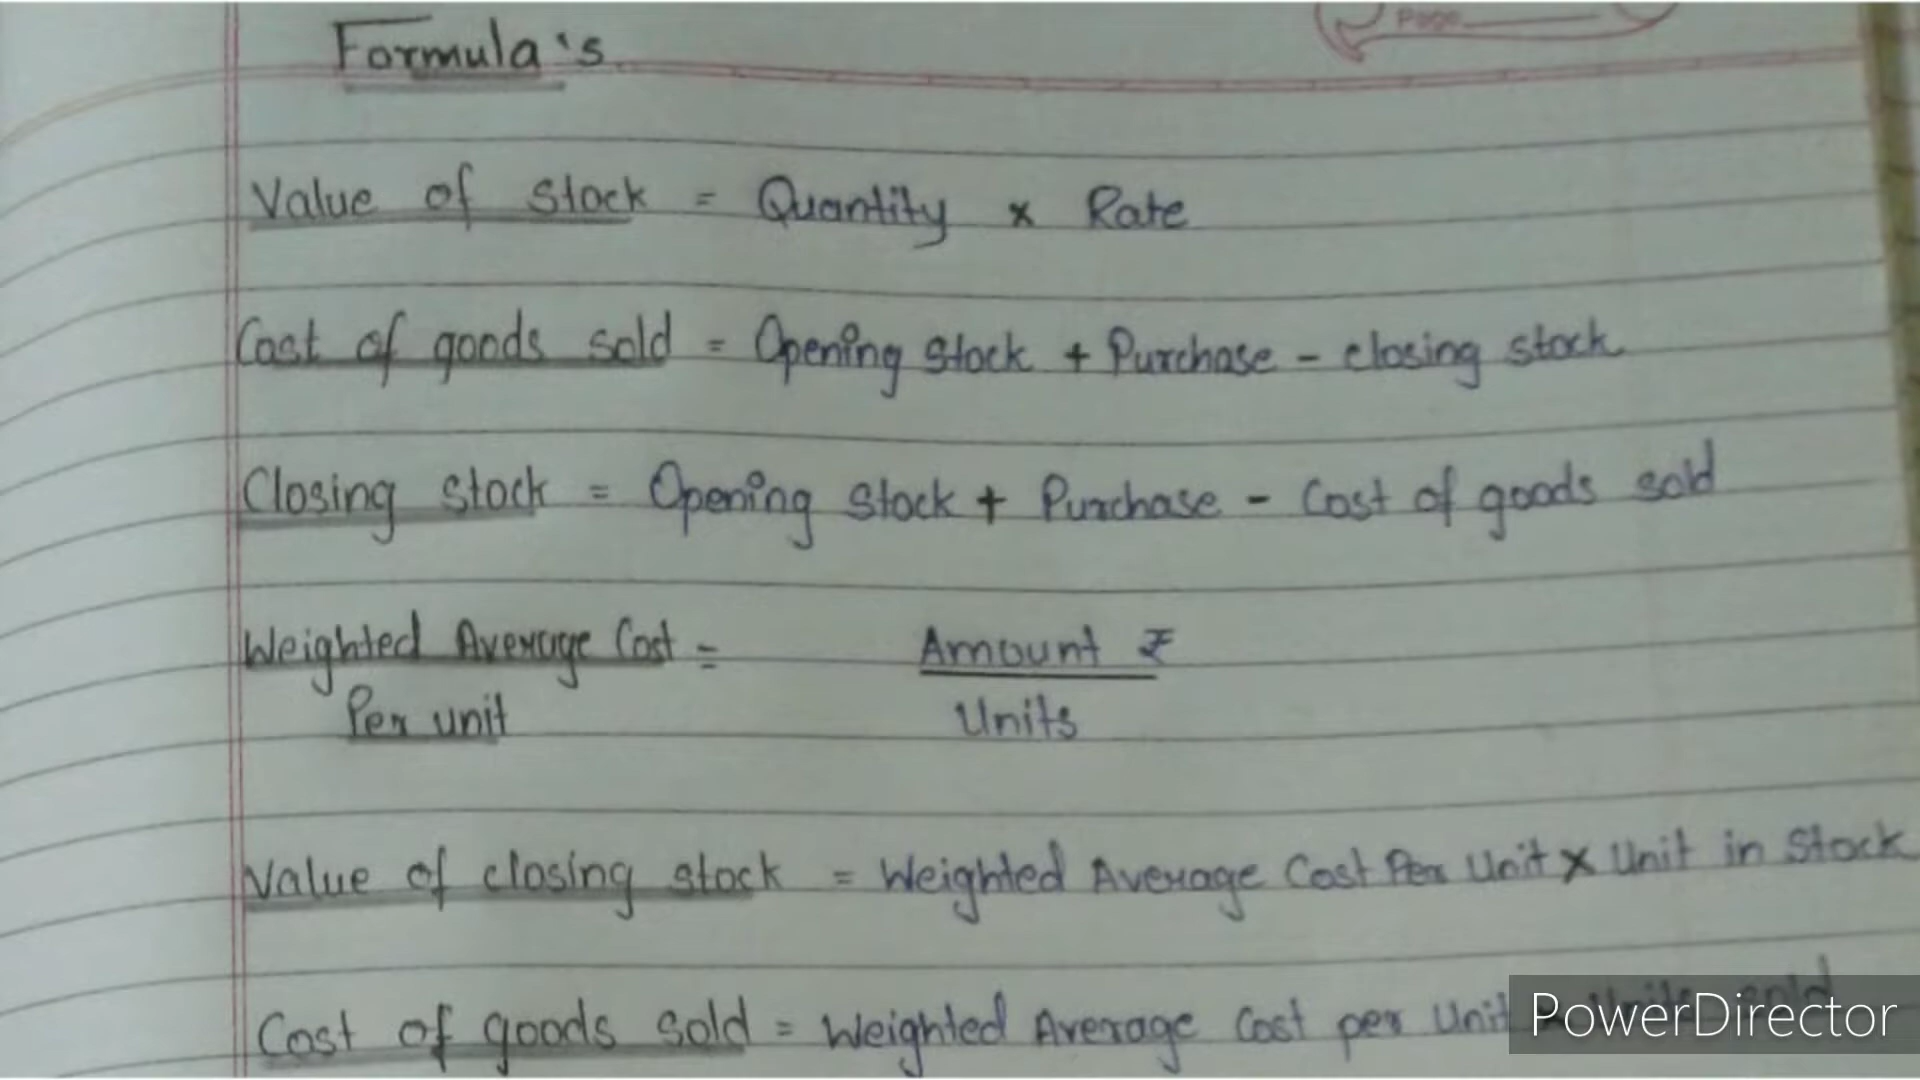 Page
Formula's
Value of stock = Quantity x Rate
Cost of goods sold = Opening stock + Purchase - closing stock
Closing stock = Opening stock + Purchase - Cost of goods sold
Weighted Average Cost = Amount ₹
Per unit Units
Value of closing stock = Weighted Average Cost Per Unit x Unit in Stock
Cost of goods sold = Weighted Average Cost per Unit sold
PowerDirector